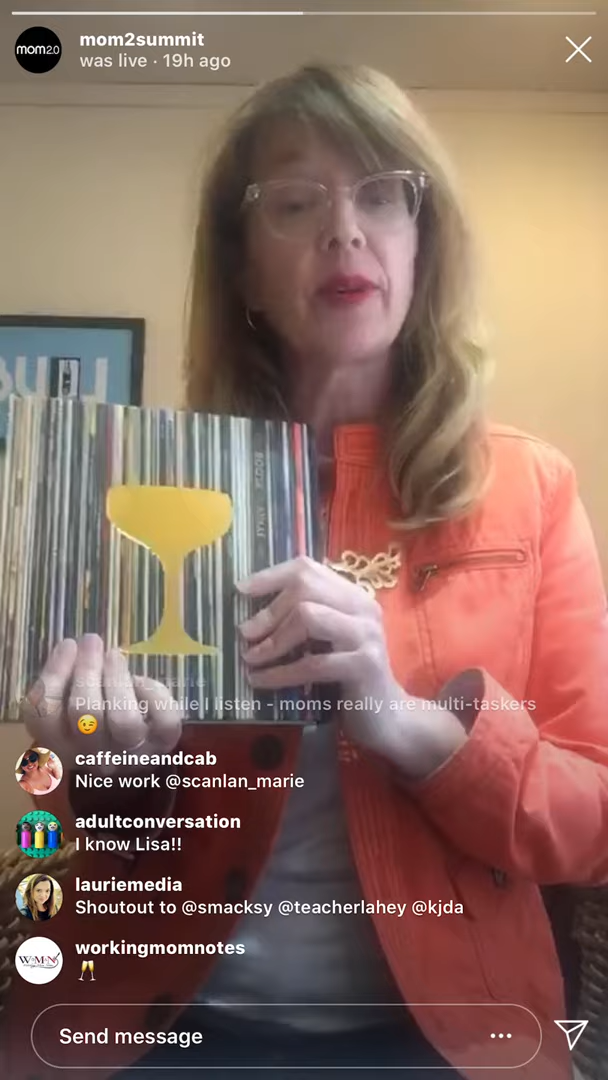 mom2.0
mom2summit
was live · 19h ago
scanlan_marie
Planking while I listen - moms really are multi-taskers
😉
caffeineandcab
Nice work @scanlan_marie
adultconversation
I know Lisa!!
lauriemedia
Shoutout to @smacksy @teacherlahey @kjda
W·M·N
workingmomnotes
🥂
Send message